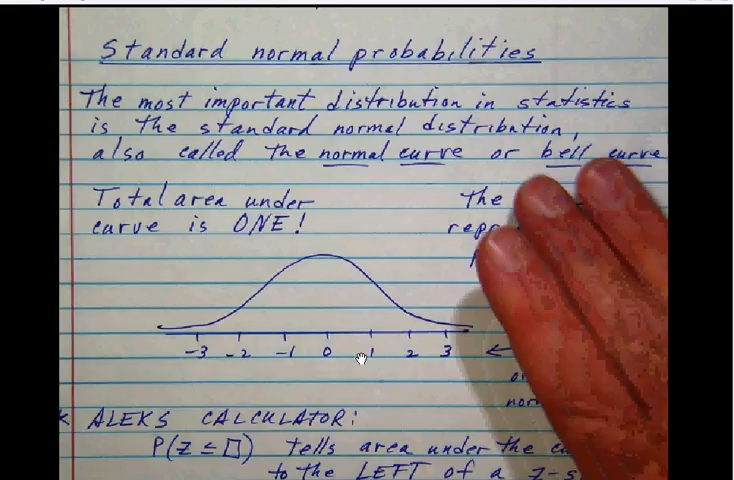 Standard normal probabilities
The most important distribution in statistics
is the standard normal distribution,
also called the normal curve or bell curve
Total area under
curve is ONE!
The
repr
-3 -2 -1 0 1 2 3
nor
ALEKS CALCULATOR:
P(Z ≤ □) tells area under the
to the LEFT of a z-s